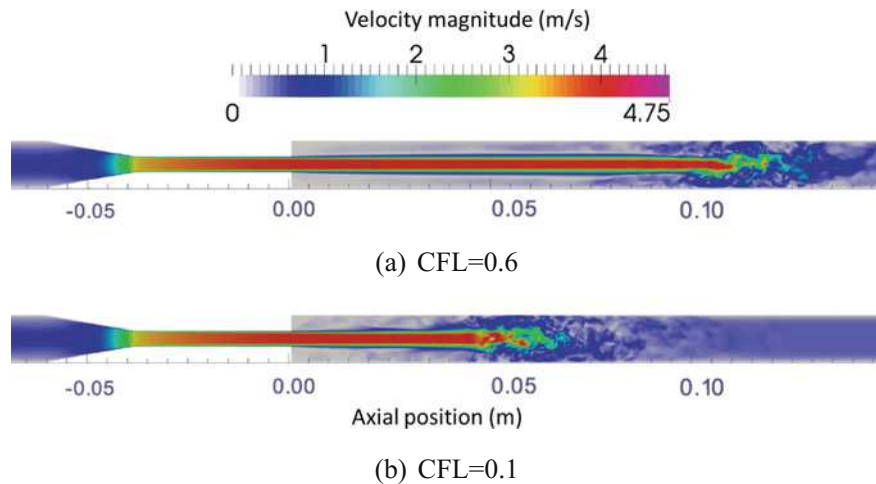 Velocity magnitude (m/s)
1 2 3 4
0 4.75
-0.05 0.00 0.05 0.10
(a) CFL=0.6
-0.05 0.00 0.05 0.10
Axial position (m)
(b) CFL=0.1